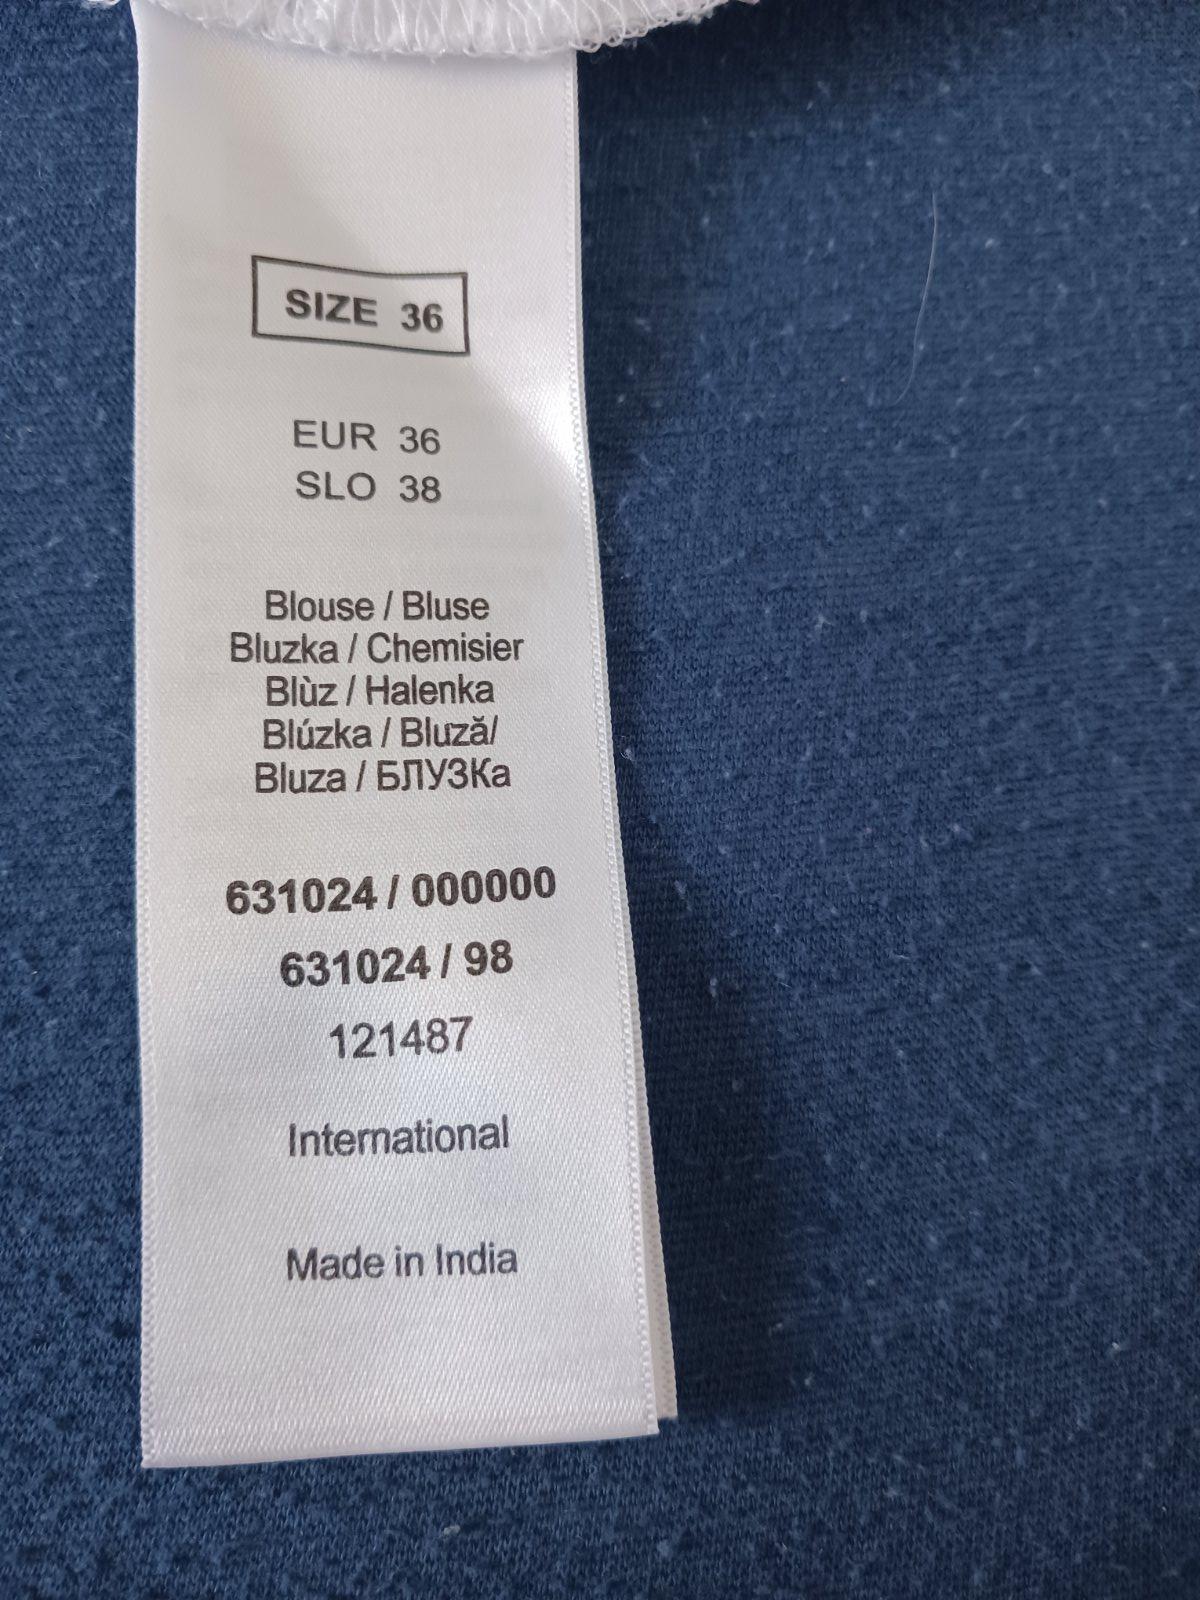 SIZE 36
EUR 36
SLO 38
Blouse / Bluse
Bluzka / Chemisier
Blùz / Halenka
Blúzka / Bluză/
Bluza / БЛУЗКа
631024 / 000000
631024 / 98
121487
International
Made in India